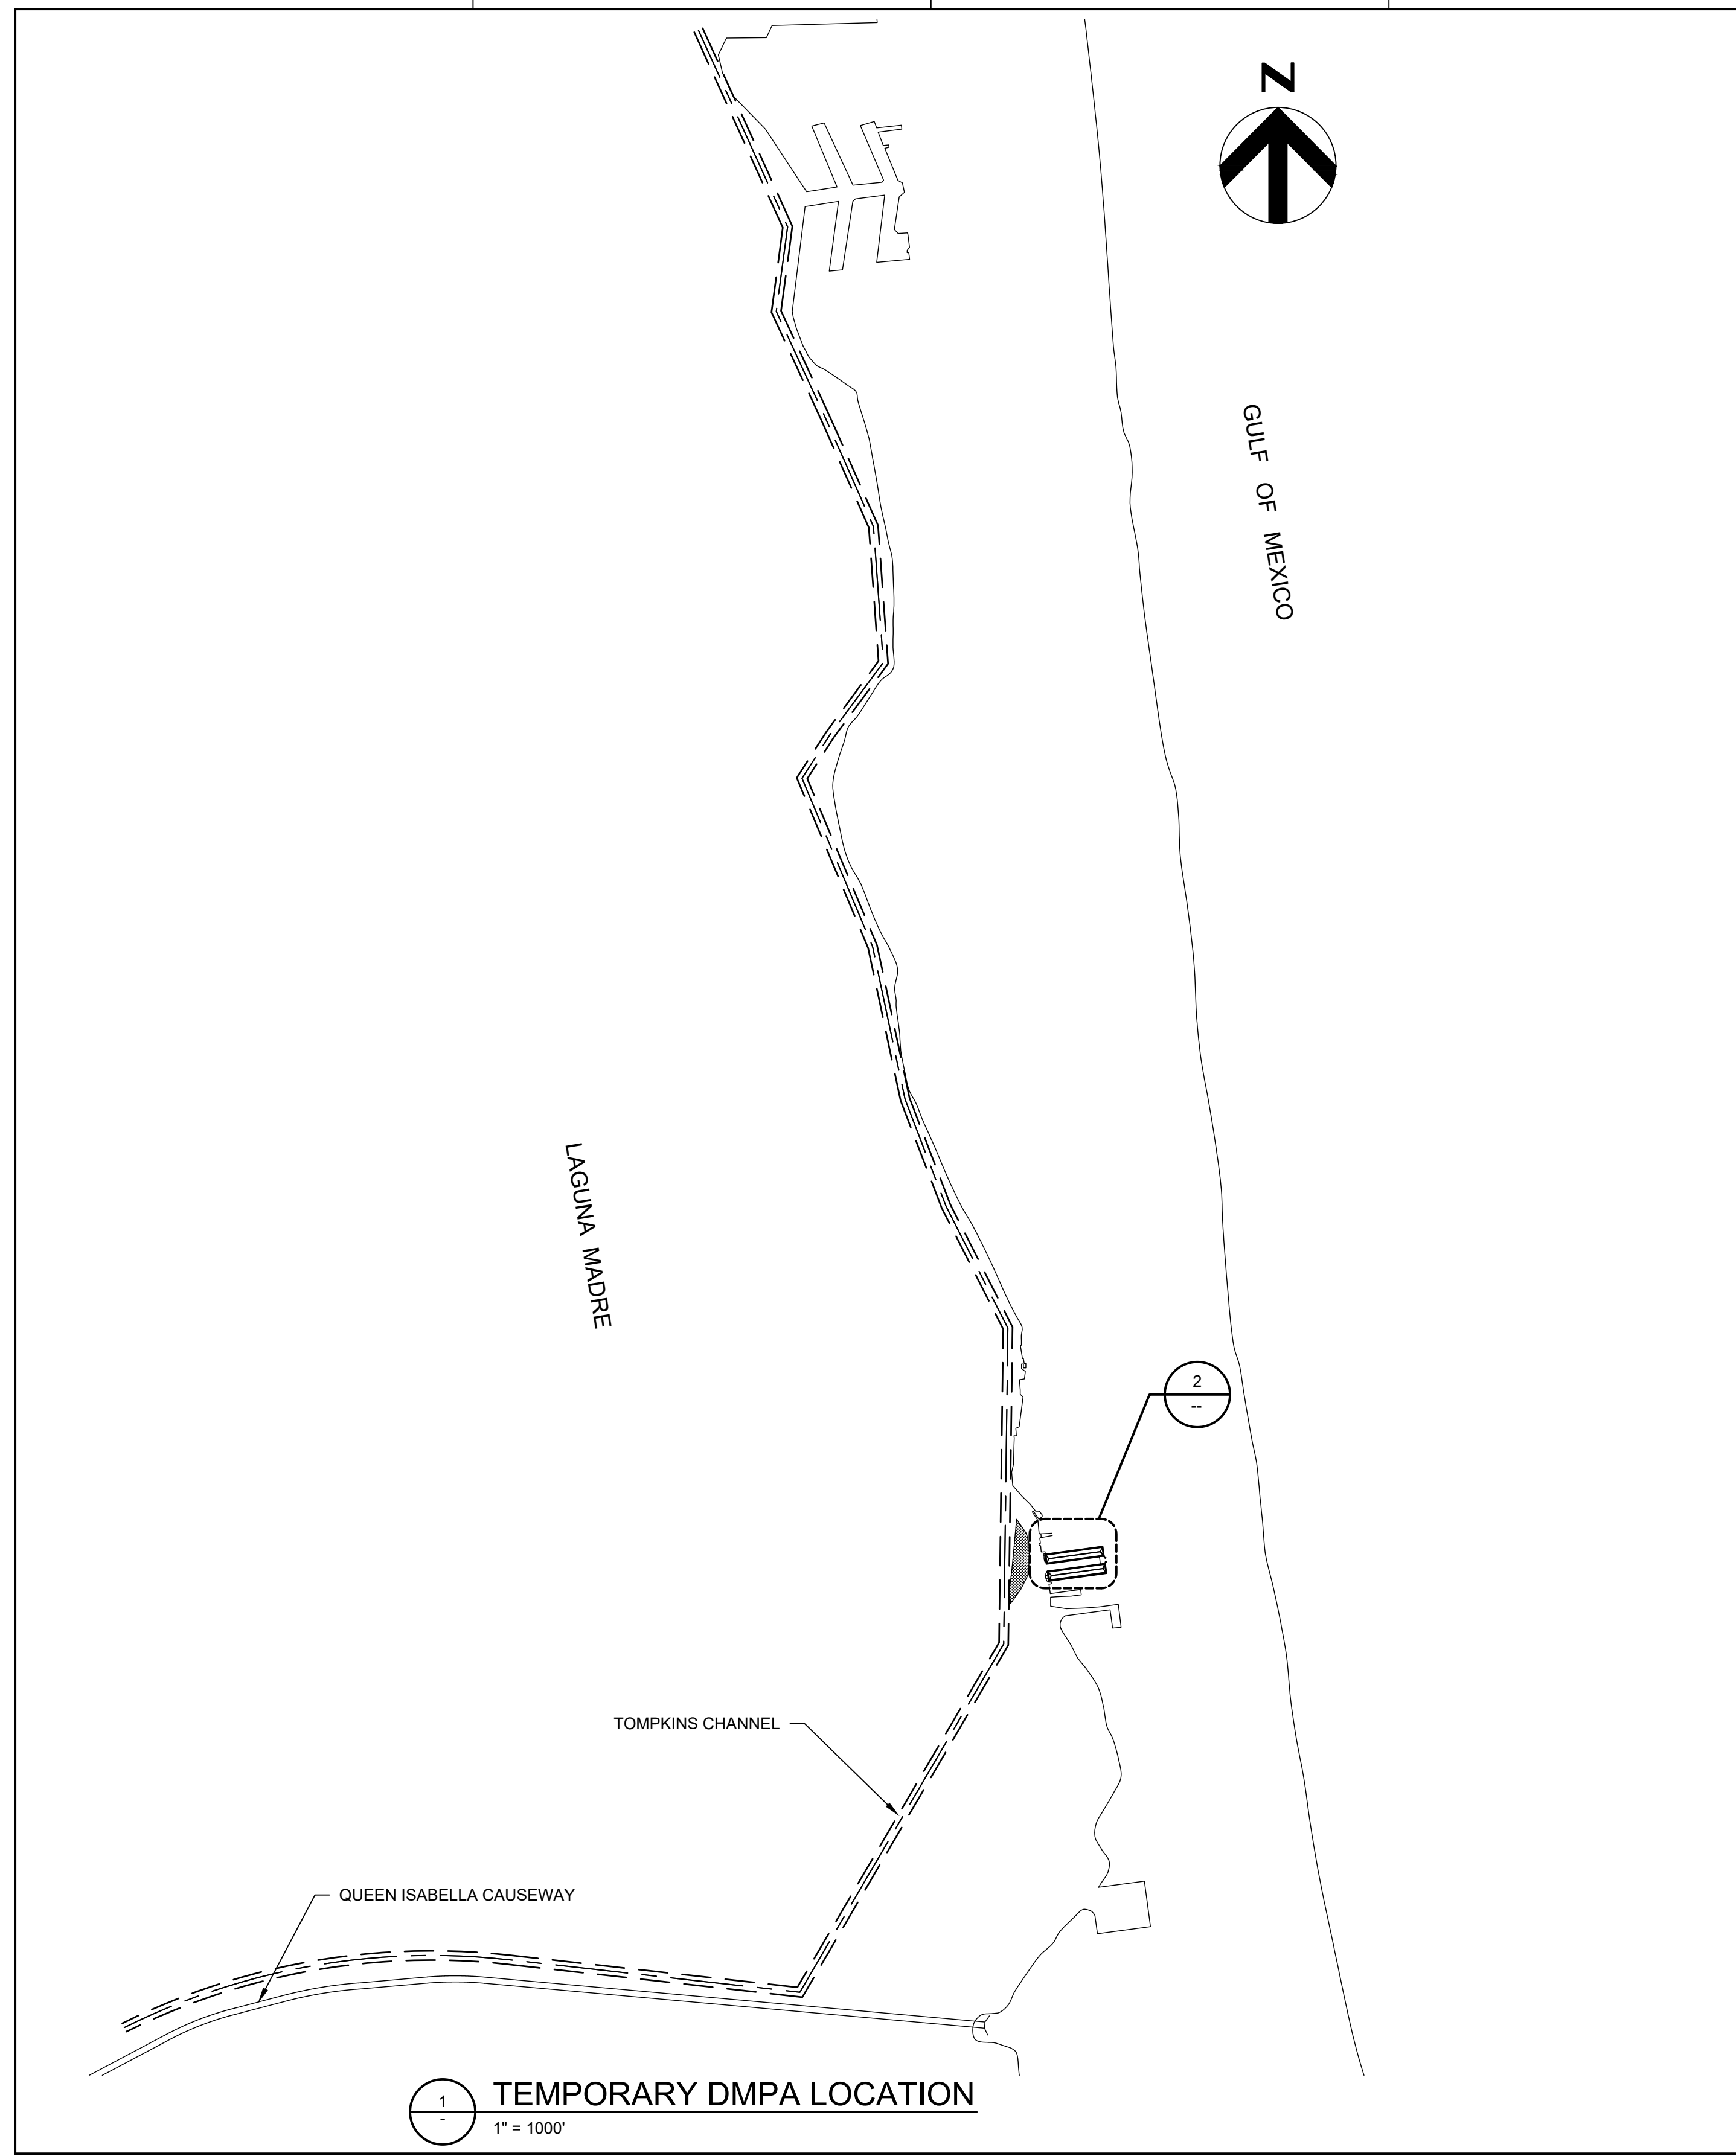 N
GULF OF MEXICO
LAGUNA MADRE
2
--
TOMPKINS CHANNEL
QUEEN ISABELLA CAUSEWAY
1
-
TEMPORARY DMPA LOCATION
1" = 1000'